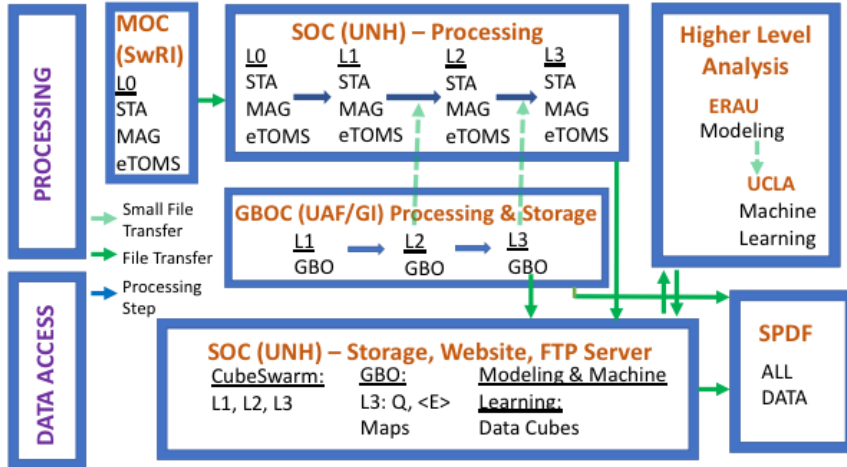 PROCESSING
MOC
(SwRI)
L0
STA
MAG
eTOMS
SOC (UNH) – Processing
L0
STA
MAG
eTOMS
L1
STA
MAG
eTOMS
L2
STA
MAG
eTOMS
L3
STA
MAG
eTOMS
Higher Level
Analysis
ERAU
Modeling
UCLA
Machine
Learning
Small File
Transfer
File Transfer
Processing
Step
GBOC (UAF/GI) Processing & Storage
L1
GBO
L2
GBO
L3
GBO
DATA ACCESS
SOC (UNH) – Storage, Website, FTP Server
CubeSwarm:
L1, L2, L3
GBO:
L3: Q, <E>
Maps
Modeling & Machine
Learning:
Data Cubes
SPDF
ALL
DATA